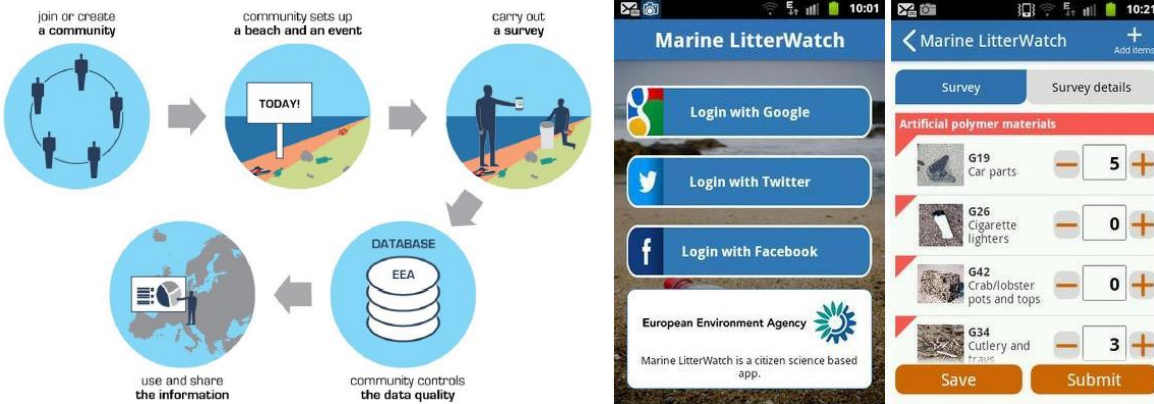 join or create
a community
community sets up
a beach and an event
carry out
a survey
TODAY!
DATABASE
EEA
use and share
the information
community controls
the data quality
10:01
Marine LitterWatch
Login with Google
Login with Twitter
Login with Facebook
European Environment Agency
Marine LitterWatch is a citizen science based
app.
10:21
Marine LitterWatch
Add items
Survey
Survey details
Artificial polymer materials
G19
Car parts
5
G26
Cigarette
lighters
0
G42
Crab/lobster
pots and tops
0
G34
Cutlery and
trays
3
Save
Submit